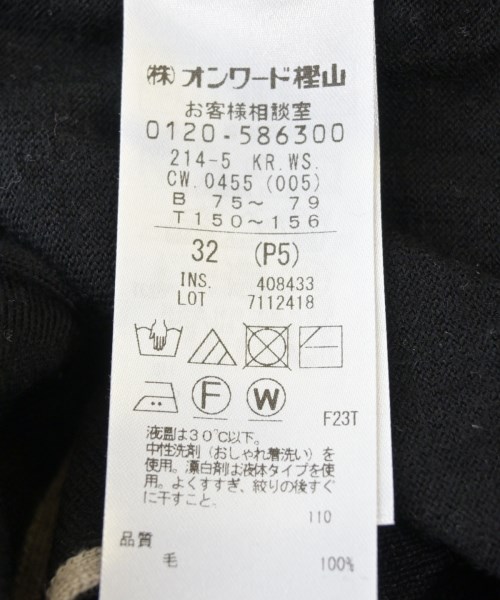 (株)オンワード樫山
お客様相談室
0120-586300
214-5 KR.WS.
CW.0455 (005)
B 75～ 79
T 150～156
32 (P5)
INS. 408433
LOT 7112418
F W
F23T
液温は30℃以下。
中性洗剤(おしゃれ着洗い)を
使用。漂白剤は液体タイプを使
用。よくすすぎ、絞りの後すぐ
に干すこと。
110
品質
毛 100%